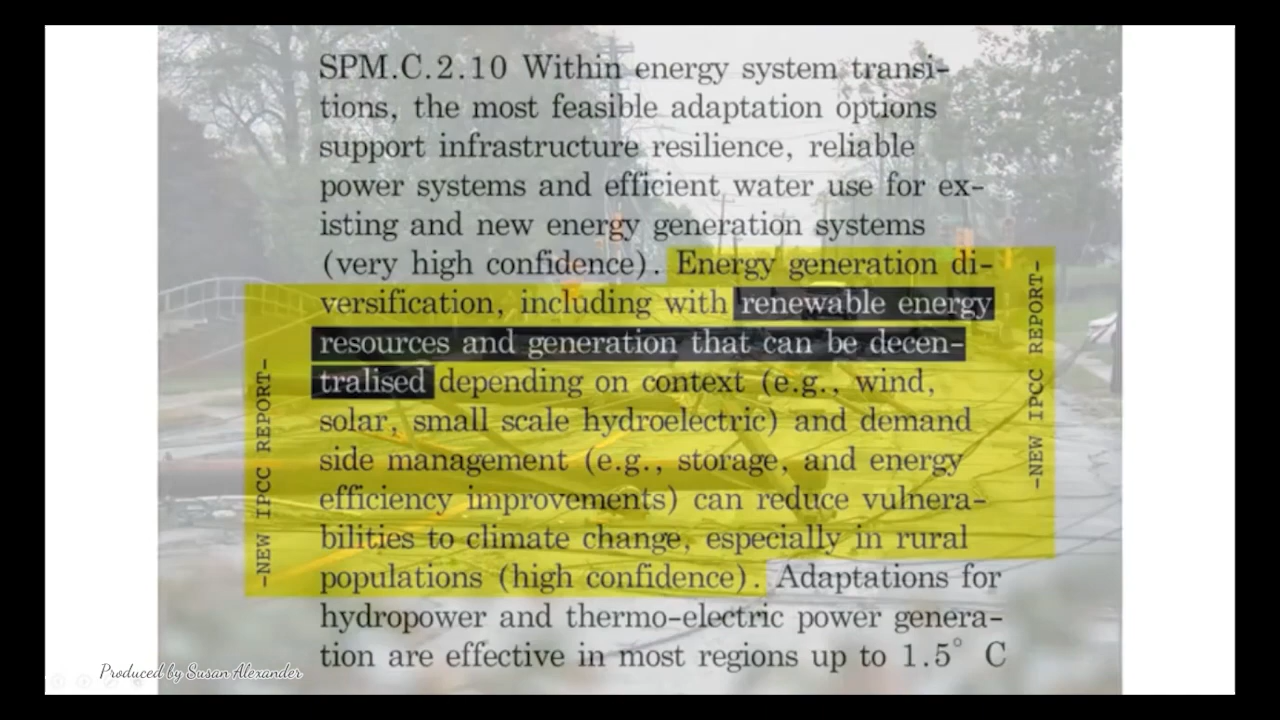 SPM.C.2.10 Within energy system transi-
tions, the most feasible adaptation options
support infrastructure resilience, reliable
power systems and efficient water use for ex-
isting and new energy generation systems
(very high confidence). Energy generation di-
versification, including with renewable energy
resources and generation that can be decen-
tralised depending on context (e.g., wind,
solar, small scale hydroelectric) and demand
side management (e.g., storage, and energy
efficiency improvements) can reduce vulnera-
bilities to climate change, especially in rural
populations (high confidence). Adaptations for
hydropower and thermo-electric power genera-
tion are effective in most regions up to 1.5° C
-NEW IPCC REPORT-
-NEW IPCC REPORT-
Produced by Susan Alexander